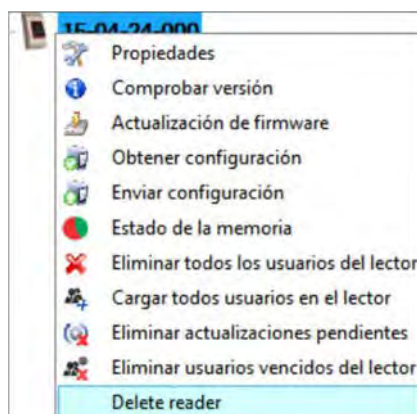 15-04-24-000
Propiedades
Comprobar versión
Actualización de firmware
Obtener configuración
Enviar configuración
Estado de la memoria
Eliminar todos los usuarios del lector
Cargar todos usuarios en el lector
Eliminar actualizaciones pendientes
Eliminar usuarios vencidos del lector
Delete reader